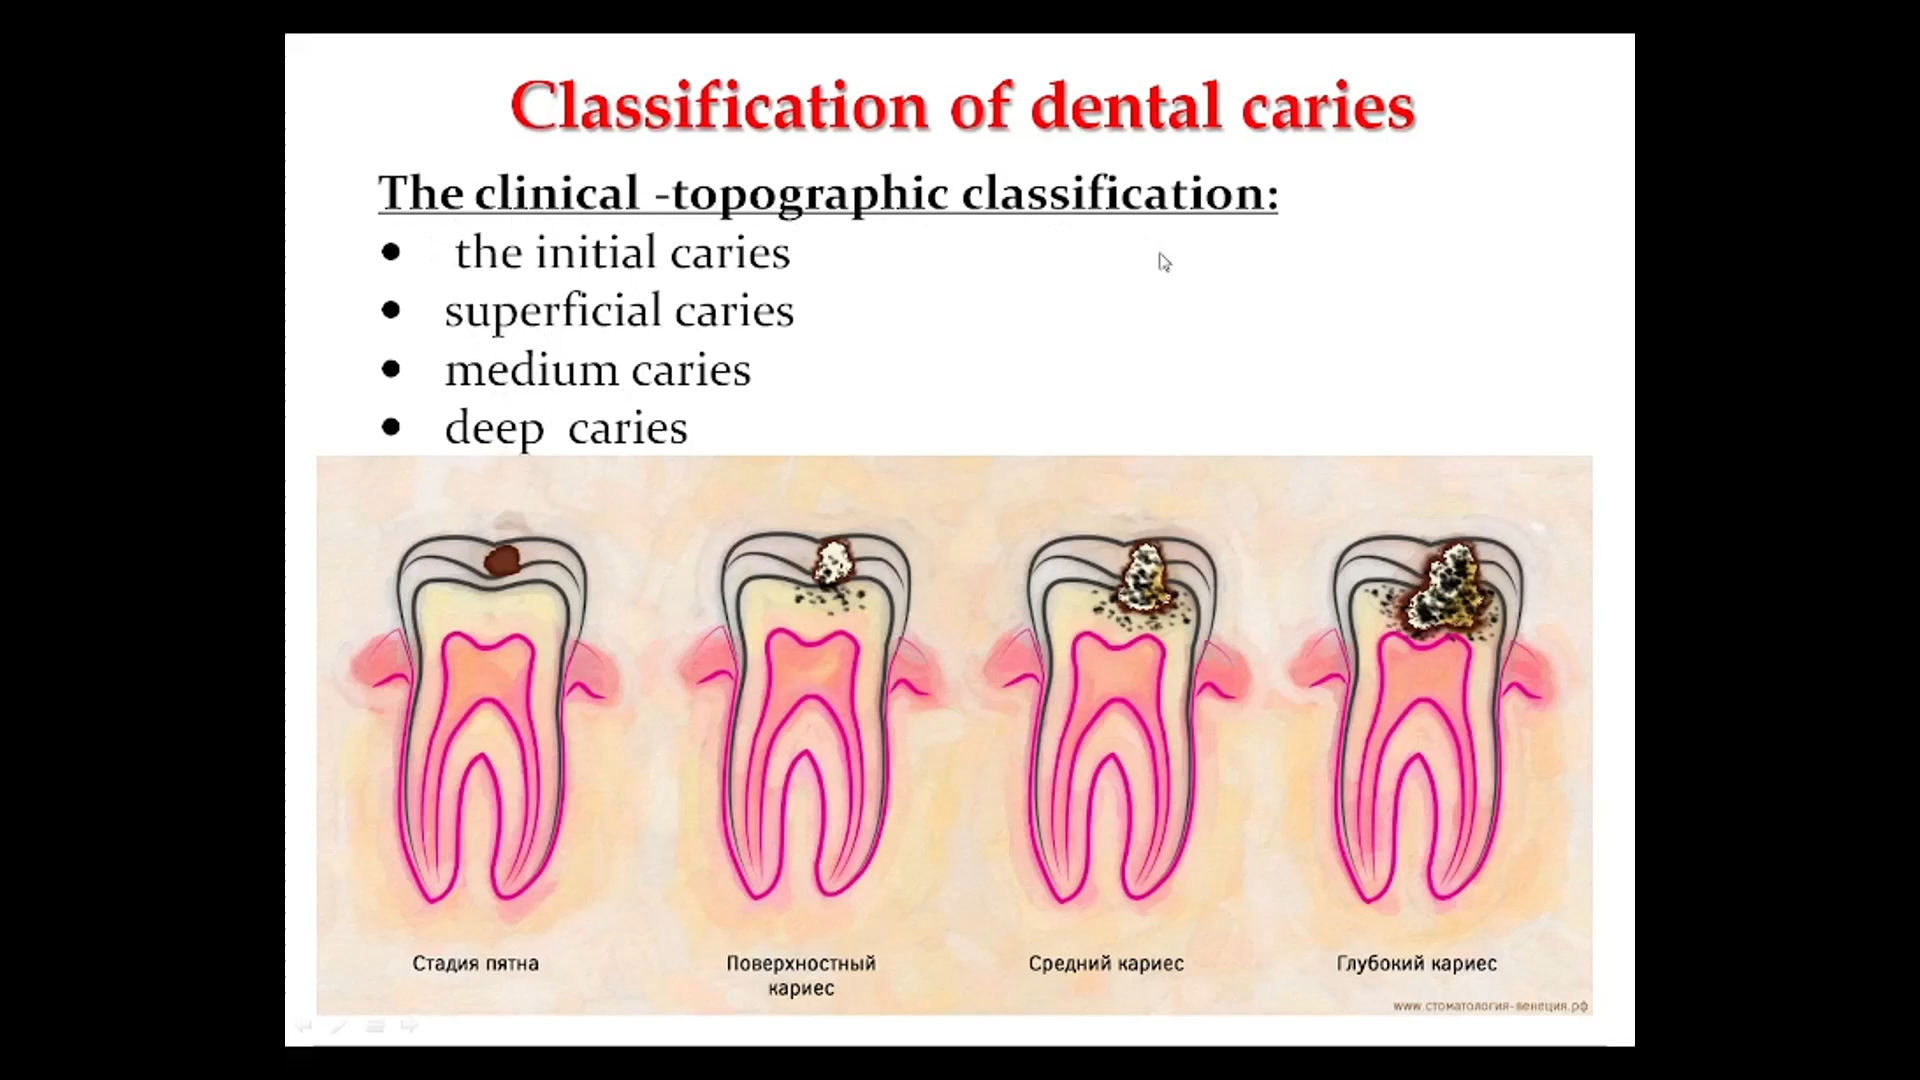 Classification of dental caries
The clinical -topographic classification:
• the initial caries
• superficial caries
• medium caries
• deep caries
Стадия пятна
Поверхностный
кариес
Средний кариес
Глубокий кариес
www.стоматология-венеция.рф